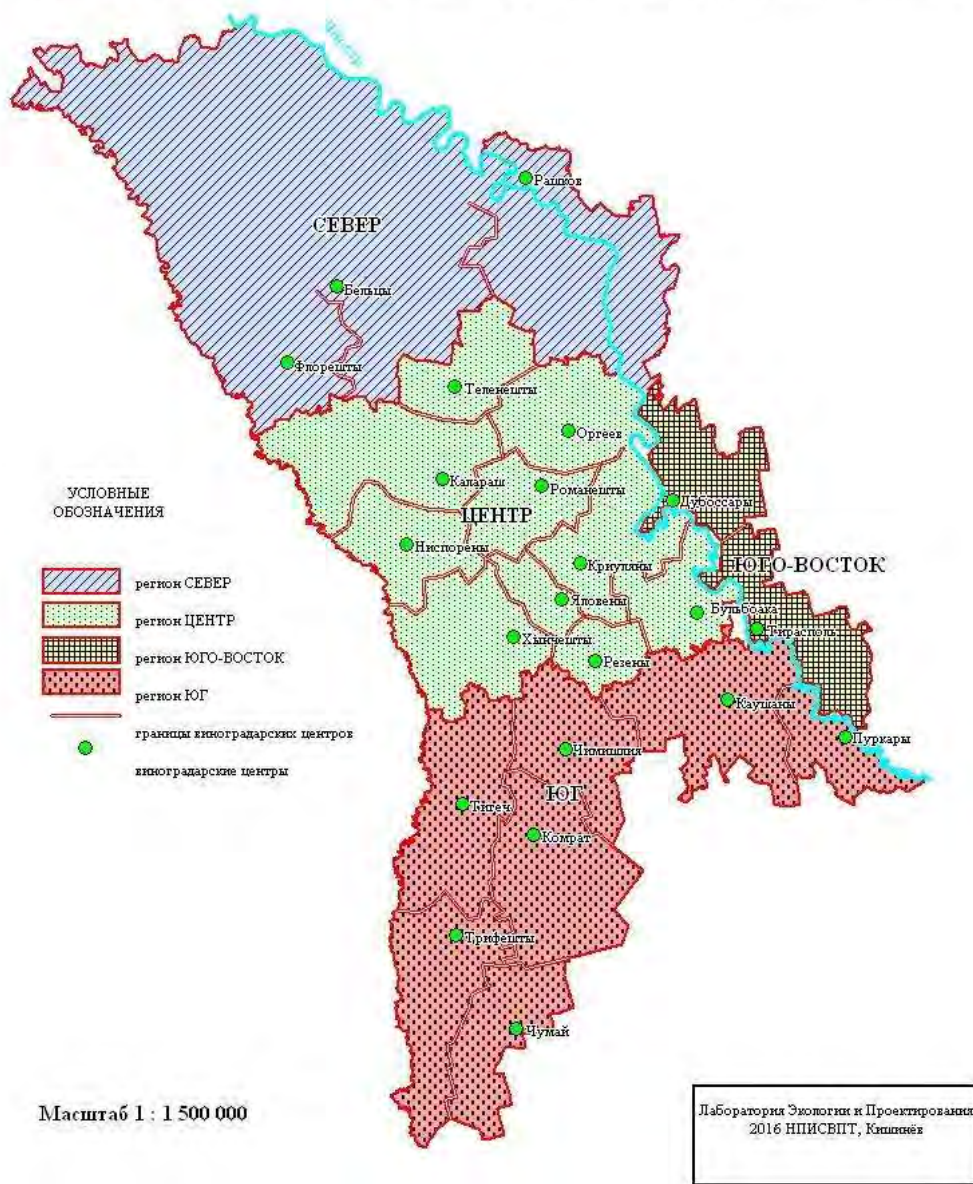 Днестр
Рашков
СЕВЕР
Бельцы
Флорешты
Теленешты
Оргеев
Калараш
Романешты
Дубоссары
ЦЕНТР
Ниспорены
Криуляны
ЮГО-ВОСТОК
Яловены
Бульбоака
Тирасполь
Хынчешты
Резены
Каушаны
Пуркары
Чимишлия
ЮГ
Тигеч
Комрат
Трифешты
Чумай
УСЛОВНЫЕ
ОБОЗНАЧЕНИЯ
регион СЕВЕР
регион ЦЕНТР
регион ЮГО-ВОСТОК
регион ЮГ
границы виноградарских центров
виноградарские центры
Масштаб 1 : 1 500 000
Лаборатория Экологии и Проектирования
2016 НПИСВПТ, Кишинёв